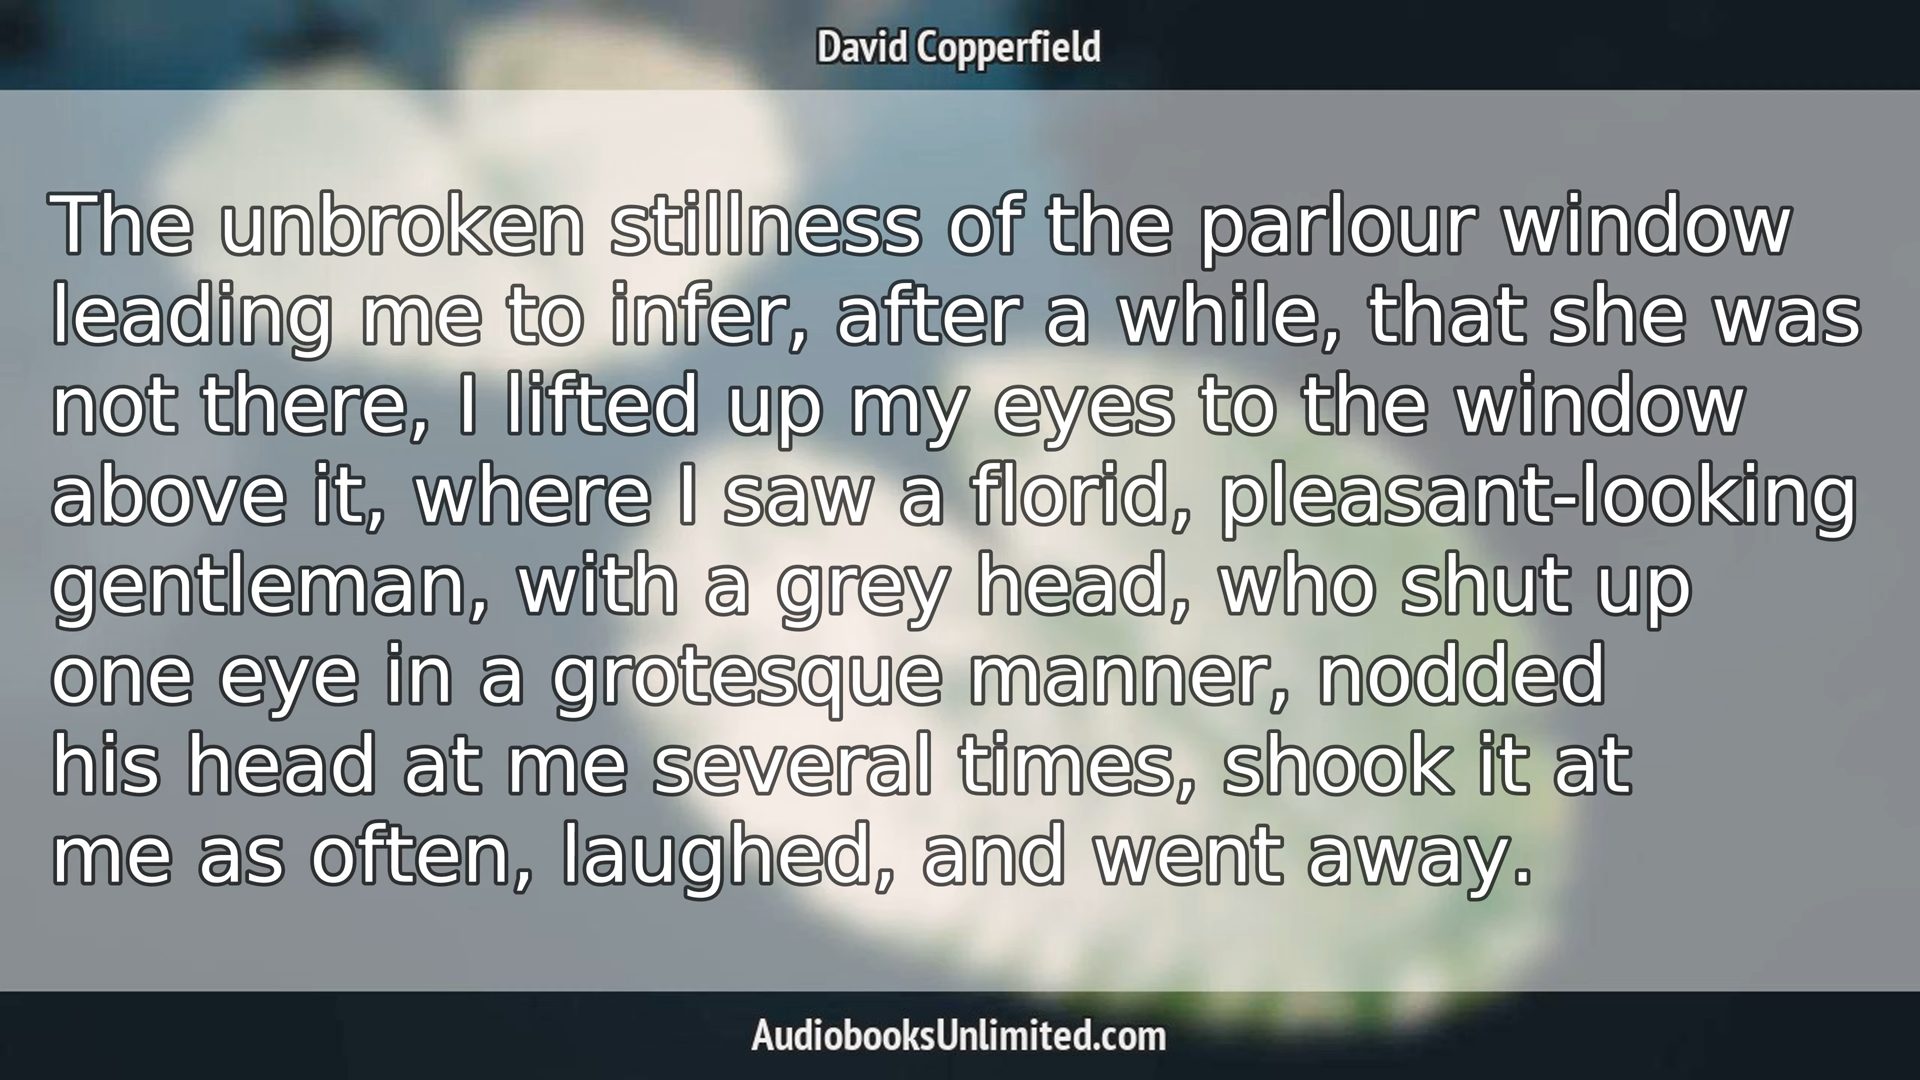 David Copperfield
The unbroken stillness of the parlour window
leading me to infer, after a while, that she was
not there, I lifted up my eyes to the window
above it, where I saw a florid, pleasant-looking
gentleman, with a grey head, who shut up
one eye in a grotesque manner, nodded
his head at me several times, shook it at
me as often, laughed, and went away.
AudiobooksUnlimited.com